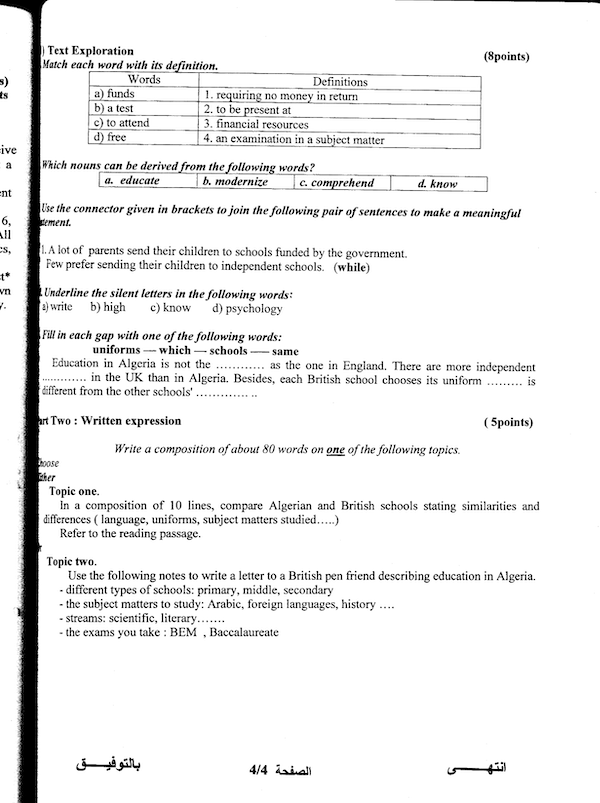 s)
ts
ive
a
ent
6,
All
es,
t*
wn
y.
) Text Exploration
(8points)
Match each word with its definition.
Words Definitions
a) funds 1. requiring no money in return
b) a test 2. to be present at
c) to attend 3. financial resources
d) free 4. an examination in a subject matter
Which nouns can be derived from the following words?
a. educate b. modernize c. comprehend d. know
Use the connector given in brackets to join the following pair of sentences to make a meaningful
tement.
1. A lot of parents send their children to schools funded by the government.
Few prefer sending their children to independent schools. (while)
Underline the silent letters in the following words:
a) write b) high c) know d) psychology
Fill in each gap with one of the following words:
uniforms — which — schools — same
Education in Algeria is not the ………… as the one in England. There are more independent
………… in the UK than in Algeria. Besides, each British school chooses its uniform ……… is
different from the other schools' ………… ..
art Two : Written expression ( 5points)
Write a composition of about 80 words on one of the following topics.
hoose
ither
Topic one.
In a composition of 10 lines, compare Algerian and British schools stating similarities and
differences ( language, uniforms, subject matters studied…..)
Refer to the reading passage.
r
Topic two.
Use the following notes to write a letter to a British pen friend describing education in Algeria.
- different types of schools: primary, middle, secondary
- the subject matters to study: Arabic, foreign languages, history ….
- streams: scientific, literary…….
- the exams you take : BEM , Baccalaureate
انتهــى الصفحة 4/4 بالتوفيــق